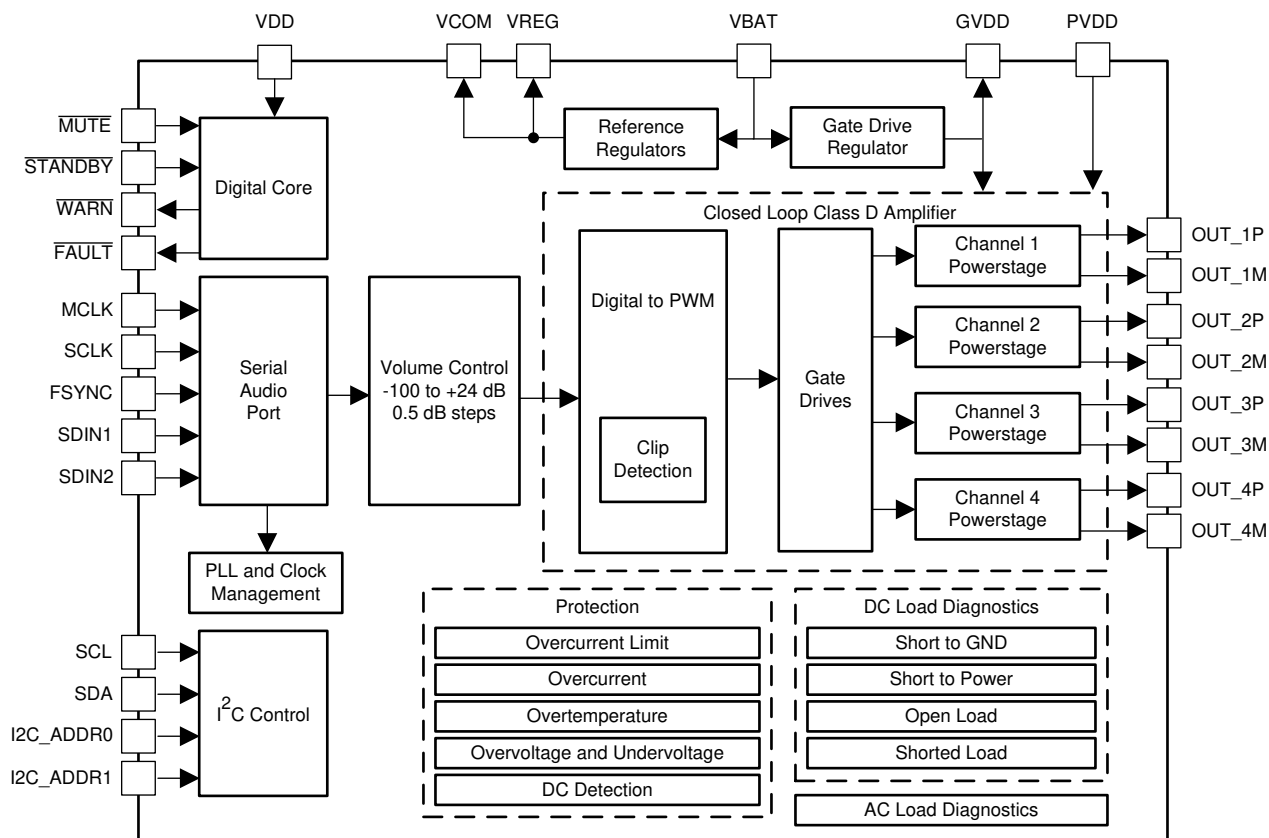 VDD
VCOM
VREG
VBAT
GVDD
PVDD
MUTE
STANDBY
WARN
FAULT
Digital Core
Reference
Regulators
Gate Drive
Regulator
MCLK
SCLK
FSYNC
SDIN1
SDIN2
Serial
Audio
Port
Volume Control
-100 to +24 dB
0.5 dB steps
Closed Loop Class D Amplifier
Digital to PWM
Clip
Detection
Gate
Drives
Channel 1
Powerstage
Channel 2
Powerstage
Channel 3
Powerstage
Channel 4
Powerstage
OUT_1P
OUT_1M
OUT_2P
OUT_2M
OUT_3P
OUT_3M
OUT_4P
OUT_4M
PLL and Clock
Management
SCL
SDA
I2C_ADDR0
I2C_ADDR1
I²C Control
Protection
Overcurrent Limit
Overcurrent
Overtemperature
Overvoltage and Undervoltage
DC Detection
DC Load Diagnostics
Short to GND
Short to Power
Open Load
Shorted Load
AC Load Diagnostics